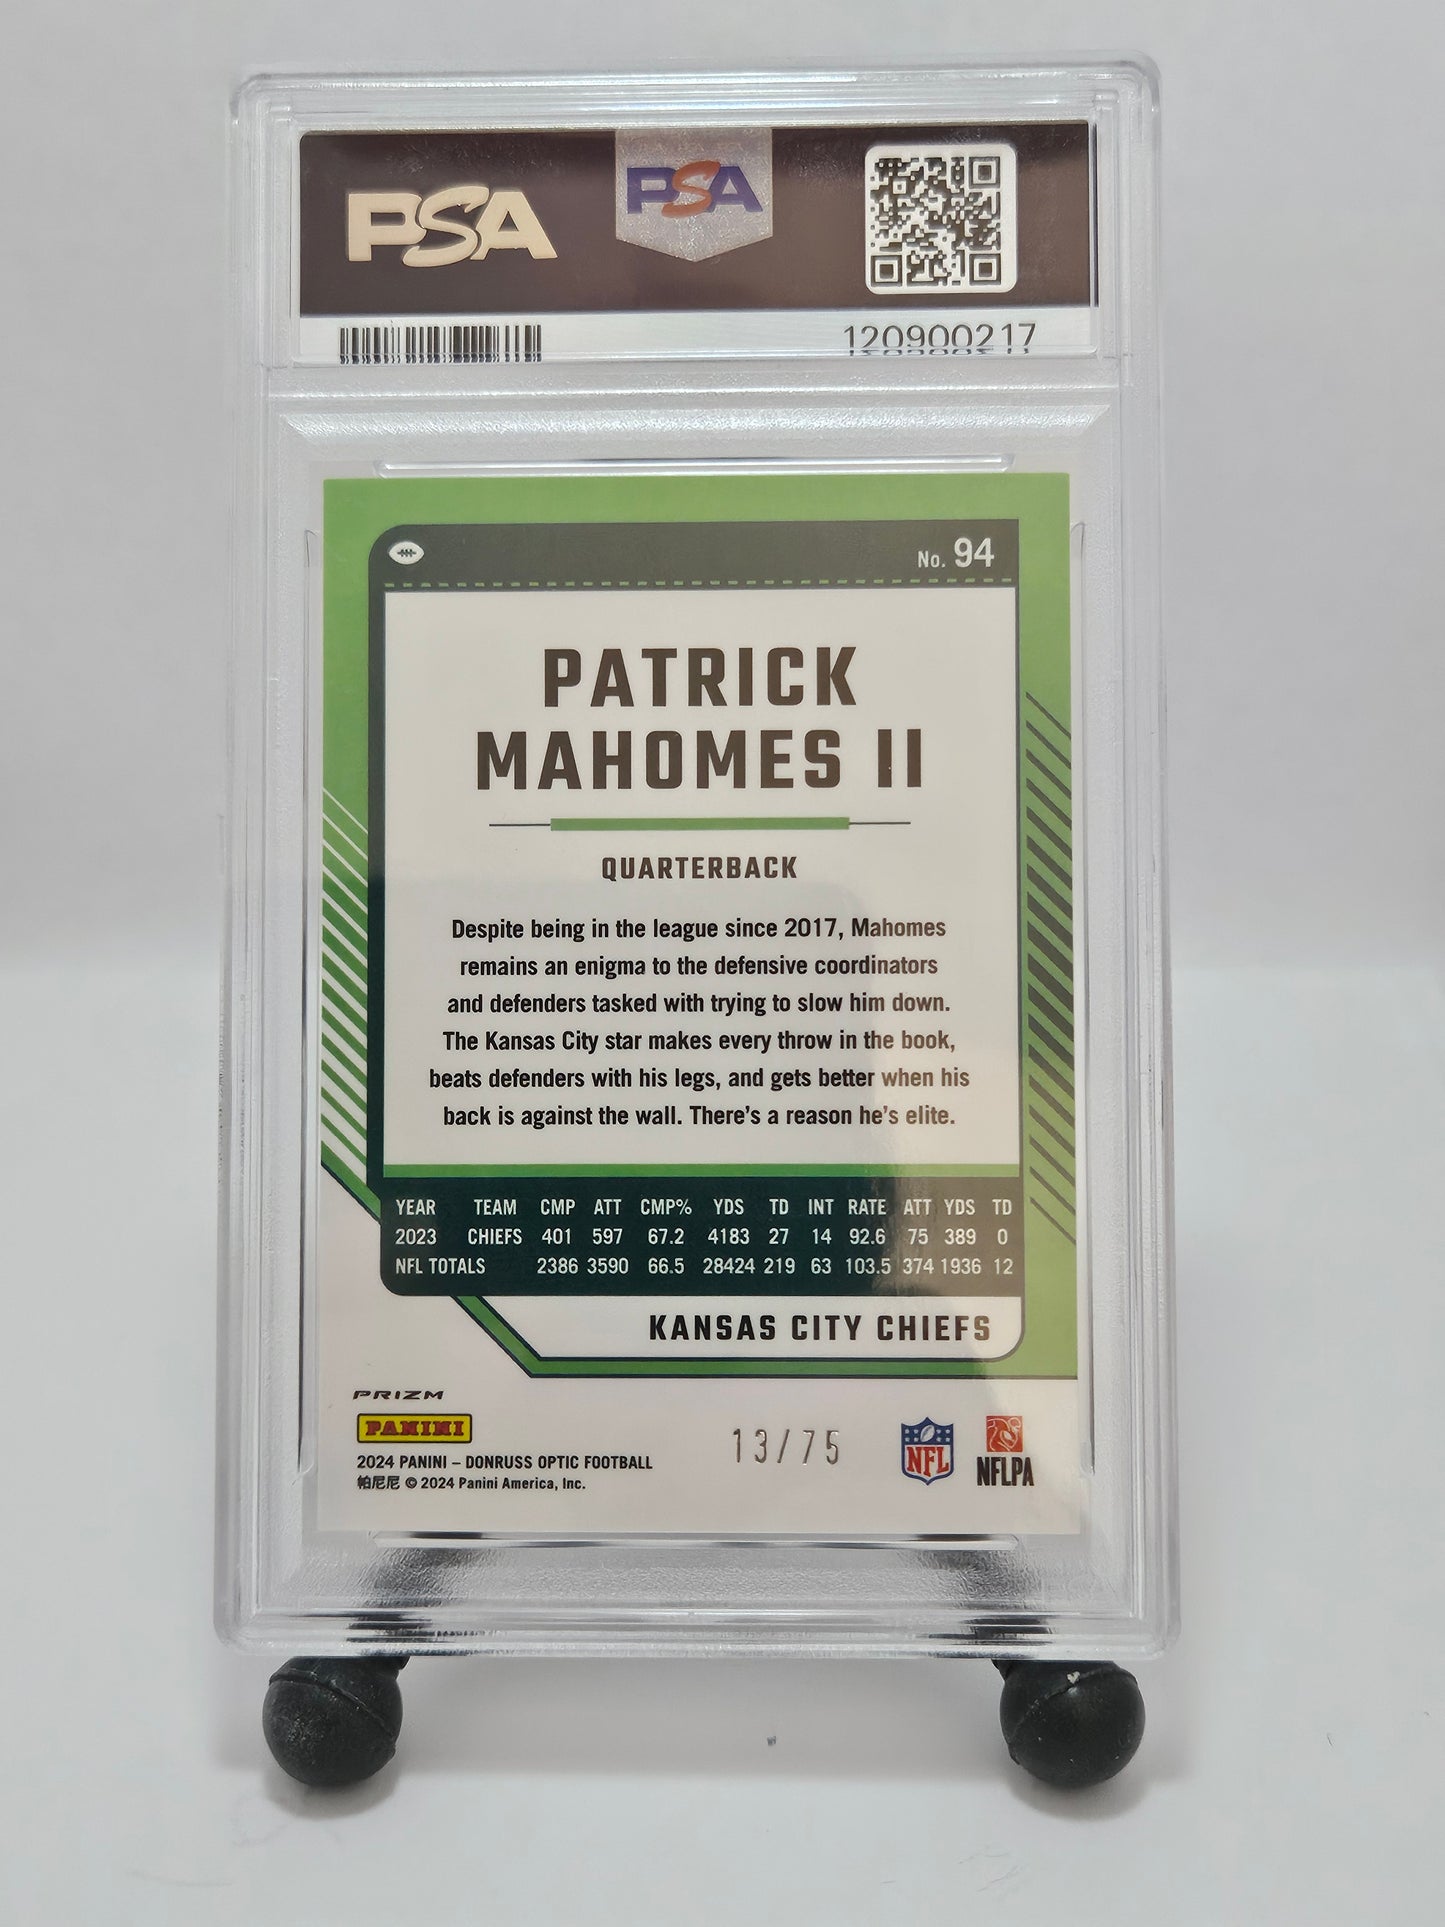 PSA
PSA
120900217
No. 94
PATRICK
MAHOMES II
QUARTERBACK
Despite being in the league since 2017, Mahomes
remains an enigma to the defensive coordinators
and defenders tasked with trying to slow him down.
The Kansas City star makes every throw in the book,
beats defenders with his legs, and gets better when his
back is against the wall. There's a reason he's elite.
YEAR TEAM CMP ATT CMP% YDS TD INT RATE ATT YDS TD
2023 CHIEFS 401 597 67.2 4183 27 14 92.6 75 389 0
NFL TOTALS 2386 3590 66.5 28424 219 63 103.5 374 1936 12
KANSAS CITY CHIEFS
PRIZM
PANINI
13/75
NFL
NFLPA
2024 PANINI – DONRUSS OPTIC FOOTBALL
帕尼尼 © 2024 Panini America, Inc.